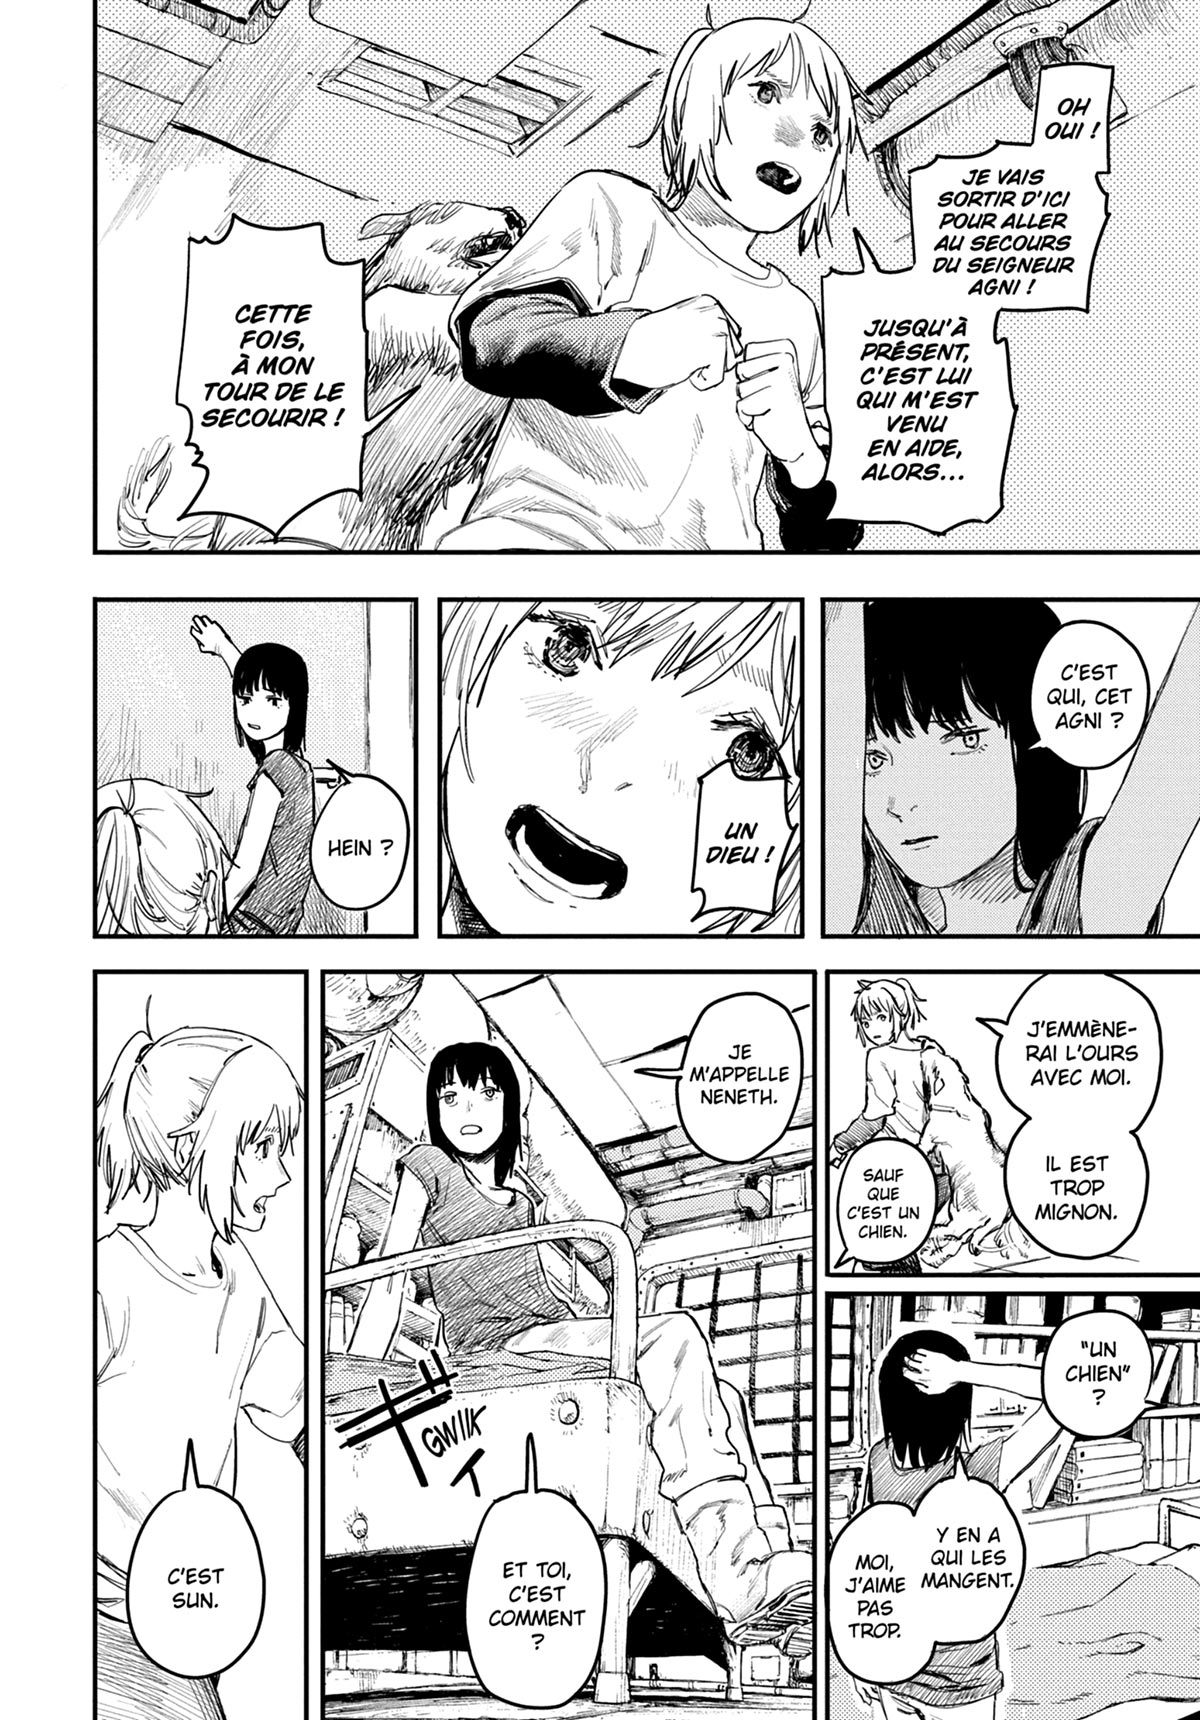 OH
OUI !
JE VAIS
SORTIR D'ICI
POUR ALLER
AU SECOURS
DU SEIGNEUR
AGNI !
JUSQU'À
PRÉSENT,
C'EST LUI
QUI M'EST
VENU
EN AIDE,
ALORS...
CETTE
FOIS,
À MON
TOUR DE LE
SECOURIR !
C'EST
QUI, CET
AGNI ?
UN
DIEU !
HEIN ?
J'EMMÈNE-
RAI L'OURS
AVEC MOI.
IL EST
TROP
MIGNON.
SAUF
QUE
C'EST UN
CHIEN.
"UN
CHIEN"
?
Y EN A
QUI LES
MANGENT.
MOI,
J'AIME
PAS
TROP.
JE
M'APPELLE
NENETH.
GWIIK
ET TOI,
C'EST
COMMENT
?
C'EST
SUN.